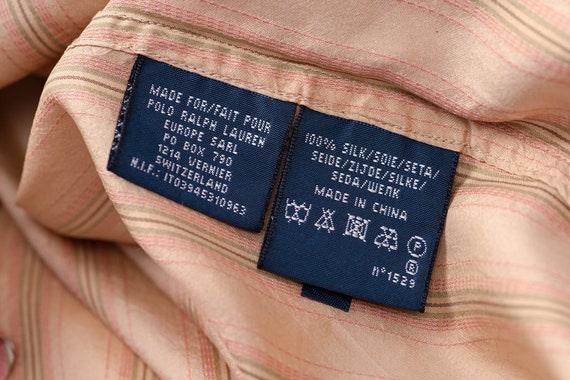 MADE FOR/FAIT POUR
POLO RALPH LAUREN
EUROPE SARL
PO BOX 790
1214 VERNIER
SWITZERLAND
N.I.F.: IT03945310963
100% SILK/SOIE/SETA/
SEIDE/ZIJDE/SILKE/
SEDA/ШЕЛК
MADE IN CHINA
P
R
n°1529